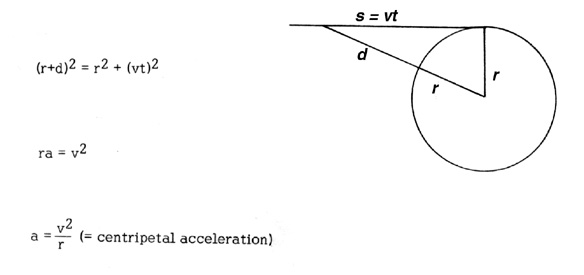 s = vt
d
r
r
(r+d)2 = r2 + (vt)2
ra = v2
a = v2/r (= centripetal acceleration)